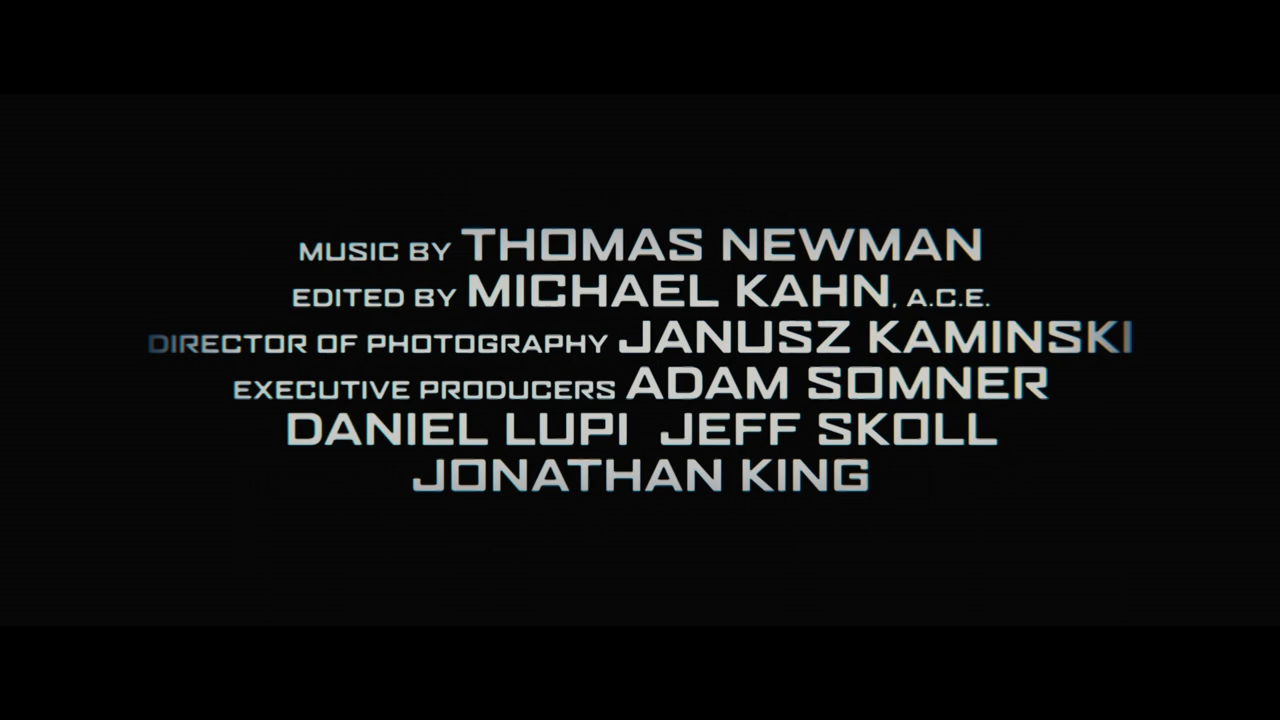 MUSIC BY THOMAS NEWMAN
EDITED BY MICHAEL KAHN, A.C.E.
DIRECTOR OF PHOTOGRAPHY JANUSZ KAMINSKI
EXECUTIVE PRODUCERS ADAM SOMNER
DANIEL LUPI JEFF SKOLL
JONATHAN KING